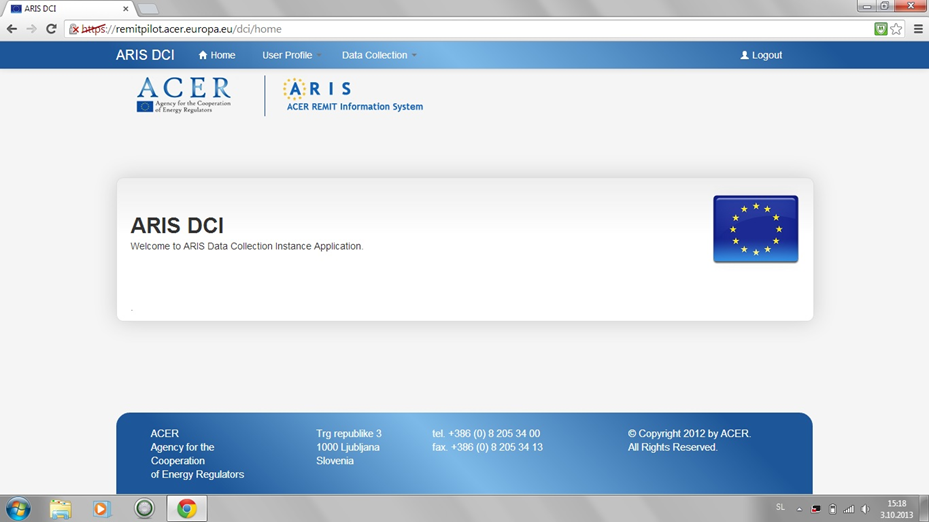 ARIS DCI
https://remitpilot.acer.europa.eu/dci/home
ARIS DCI Home User Profile Data Collection Logout
ACER
Agency for the Cooperation
of Energy Regulators
ARIS
ACER REMIT Information System
ARIS DCI
Welcome to ARIS Data Collection Instance Application.
.
ACER
Agency for the
Cooperation
of Energy Regulators
Trg republike 3
1000 Ljubljana
Slovenia
tel. +386 (0) 8 205 34 00
fax. +386 (0) 8 205 34 13
© Copyright 2012 by ACER.
All Rights Reserved.
SL
15:18
3.10.2013